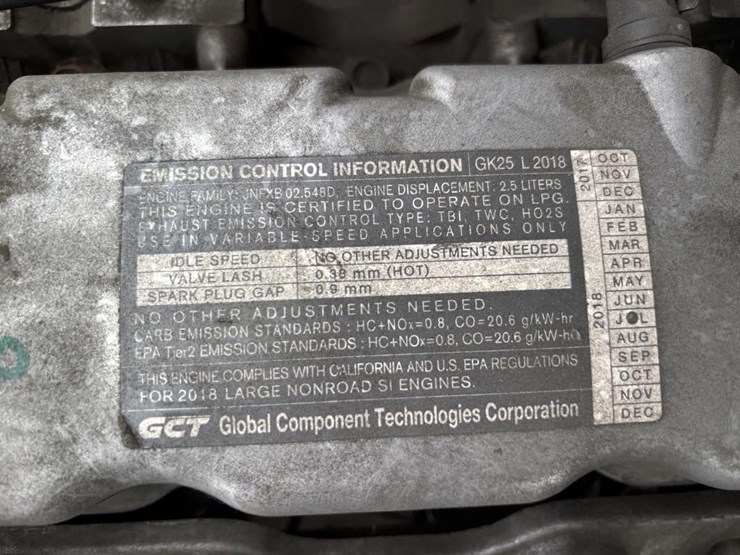 EMISSION CONTROL INFORMATION GK25 L 2018
ENGINE FAMILY: JNFXB 02.548D, ENGINE DISPLACEMENT. 2.5 LITERS
THIS ENGINE IS CERTIFIED TO OPERATE ON LPG.
EXHAUST EMISSION CONTROL TYPE: TBI, TWC, HO2S
USE IN VARIABLE-SPEED APPLICATIONS ONLY
IDLE SPEED NO OTHER ADJUSTMENTS NEEDED
VALVE LASH 0.38 mm (HOT)
SPARK PLUG GAP 0.9 mm
NO OTHER ADJUSTMENTS NEEDED.
CARB EMISSION STANDARDS : HC+NOx=0.8, CO=20.6 g/kW-hr
EPA Tier2 EMISSION STANDARDS : HC+NOx=0.8, CO=20.6 g/kW-hr
THIS ENGINE COMPLIES WITH CALIFORNIA AND U.S. EPA REGULATIONS
FOR 2018 LARGE NONROAD SI ENGINES.
GCT Global Component Technologies Corporation
2017
OCT
NOV
DEC
2018
JAN
FEB
MAR
APR
MAY
JUN
JUL
AUG
SEP
OCT
NOV
DEC